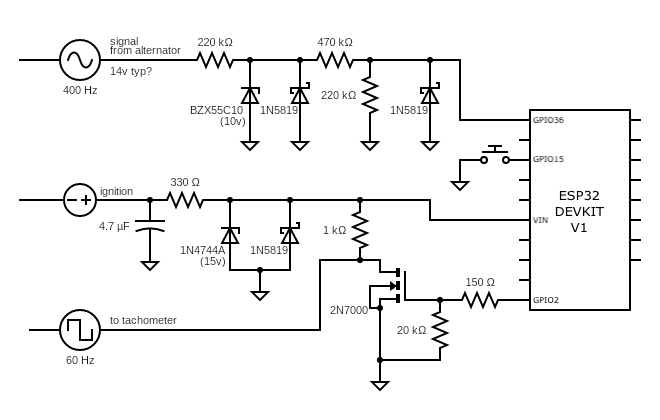 signal
from alternator
14v typ?
400 Hz
220 kΩ
BZX55C10
(10v)
1N5819
470 kΩ
220 kΩ
1N5819
GPIO36
GPIO15
VIN
GPIO2
ESP32
DEVKIT
V1
ignition
4.7 µF
330 Ω
1N4744A
(15v)
1N5819
1 kΩ
2N7000
150 Ω
20 kΩ
to tachometer
60 Hz